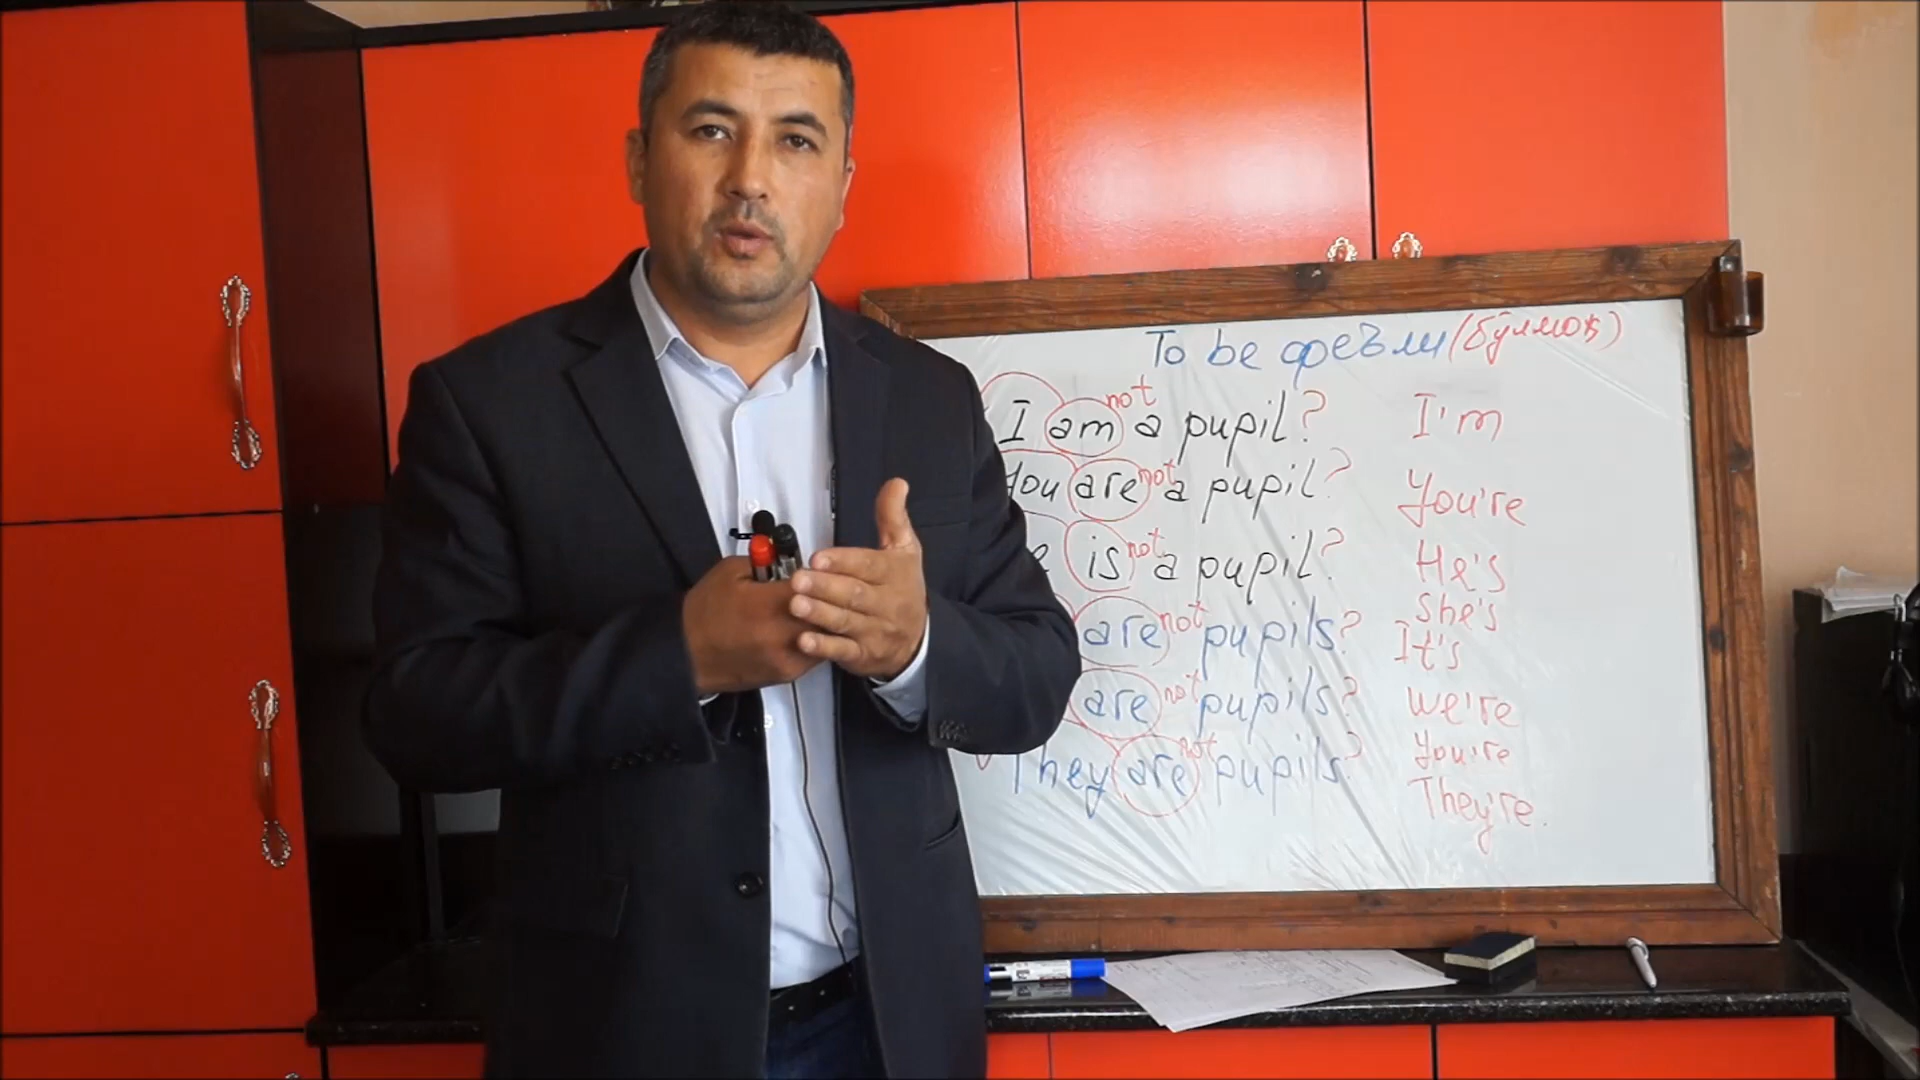 To be феъли (бўлмоқ)
I am not a pupil? I'm
You are not a pupil? You're
is not a pupil? He's
She's
are not pupils? It's
are not pupils? We're
You're
They are not pupils? They're.